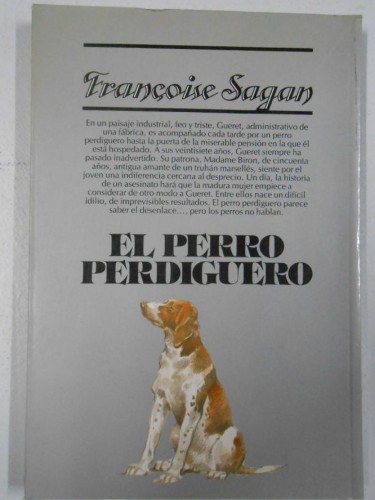 Françoise Sagan
En un paisaje industrial, feo y triste, Gueret, administrativo de
una fábrica, es acompañado cada tarde por un perro
perdiguero hasta la puerta de la miserable pensión en la que él
está hospedado. A sus veintisiete años, Gueret siempre ha
pasado inadvertido. Su patrona, Madame Biron, de cincuenta
años, antigua amante de un truhán marsellés, siente por el
joven una indiferencia cercana al desprecio. Un día, la historia
de un asesinato hará que la madura mujer empiece a
considerar de otro modo a Gueret. Entre ellos nace un difícil
idilio, de imprevisibles resultados. El perro perdiguero parece
saber el desenlace..., pero los perros no hablan.
EL PERRO
PERDIGUERO